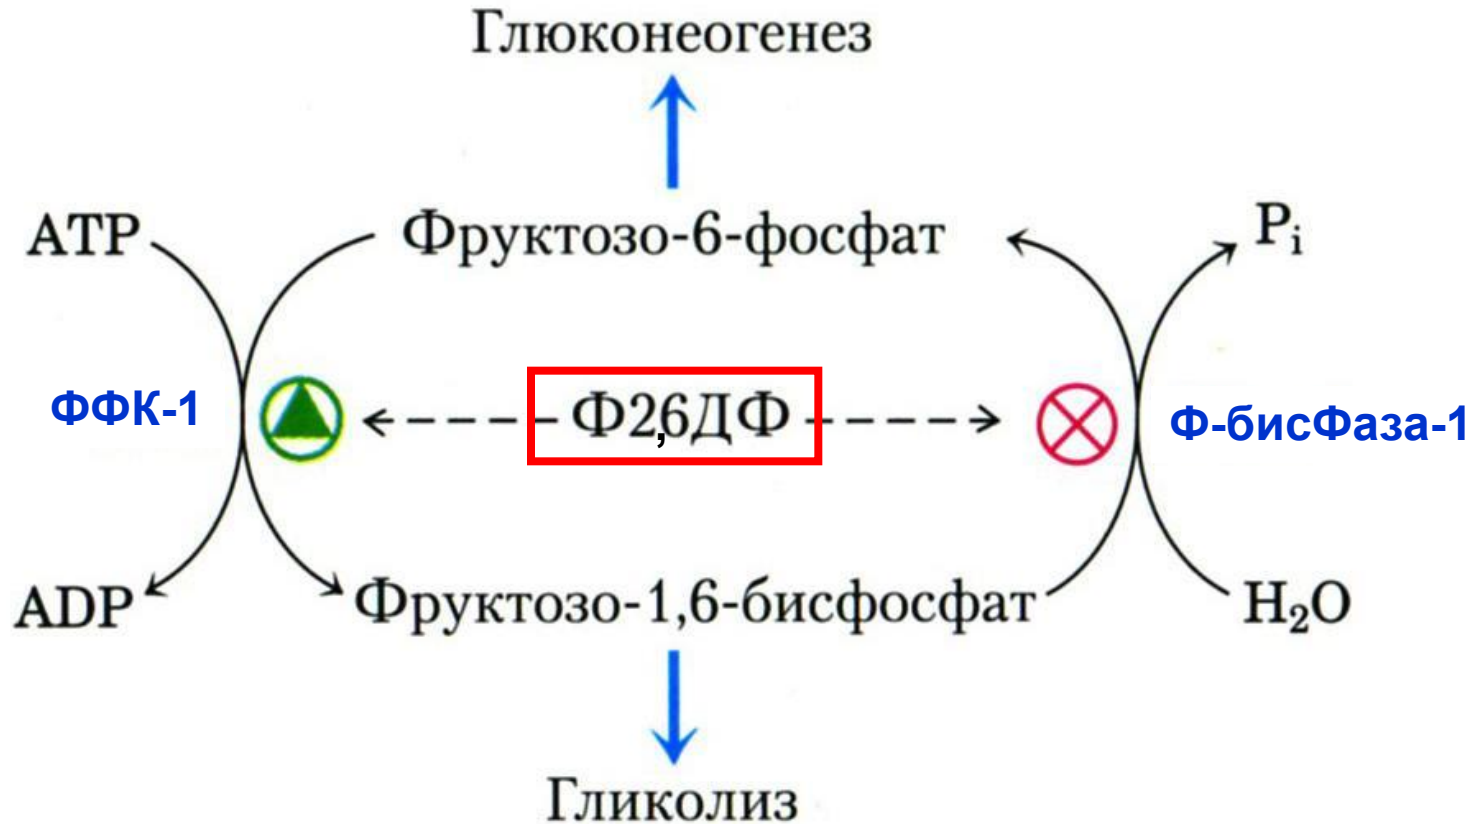 Глюконеогенез
ATP
Фруктозо-6-фосфат
Pi
ФФК-1
Ф2,6ДФ
Ф-бисФаза-1
ADP
Фруктозо-1,6-бисфосфат
H2O
Гликолиз